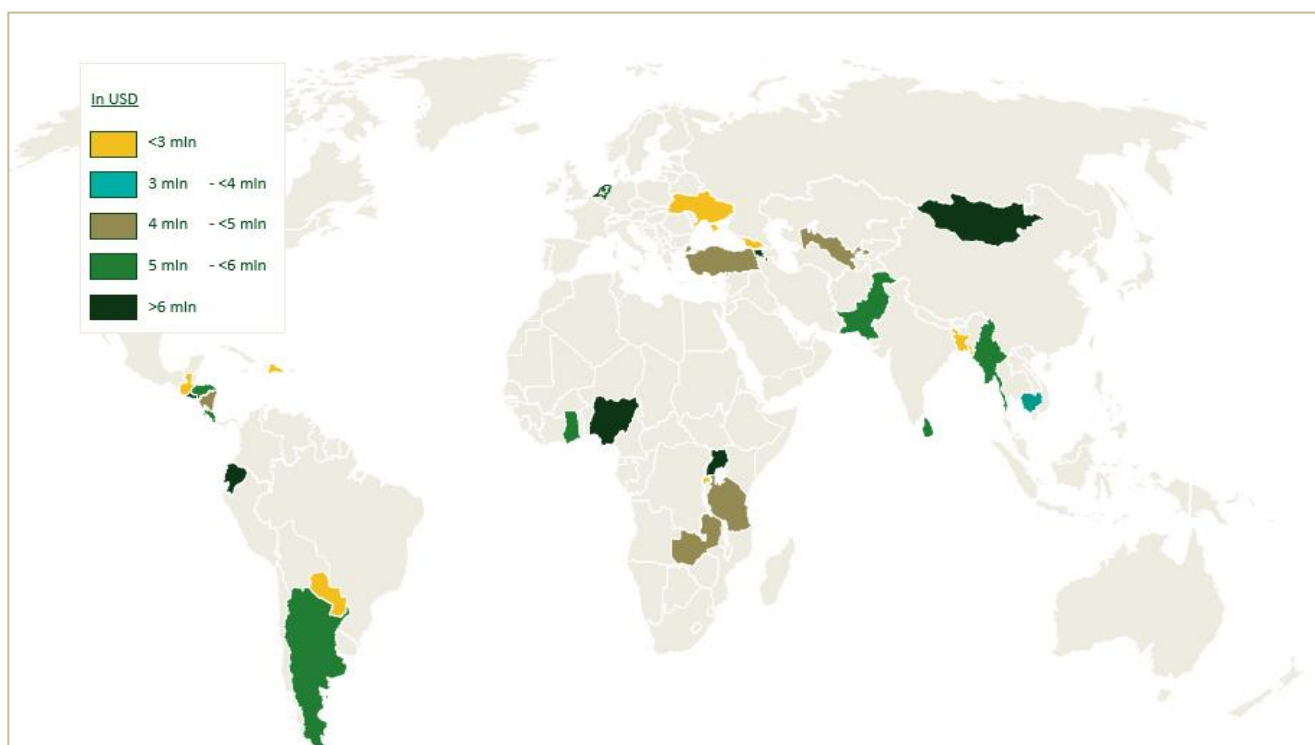 In USD
<3 mln
3 mln - <4 mln
4 mln - <5 mln
5 mln - <6 mln
>6 mln